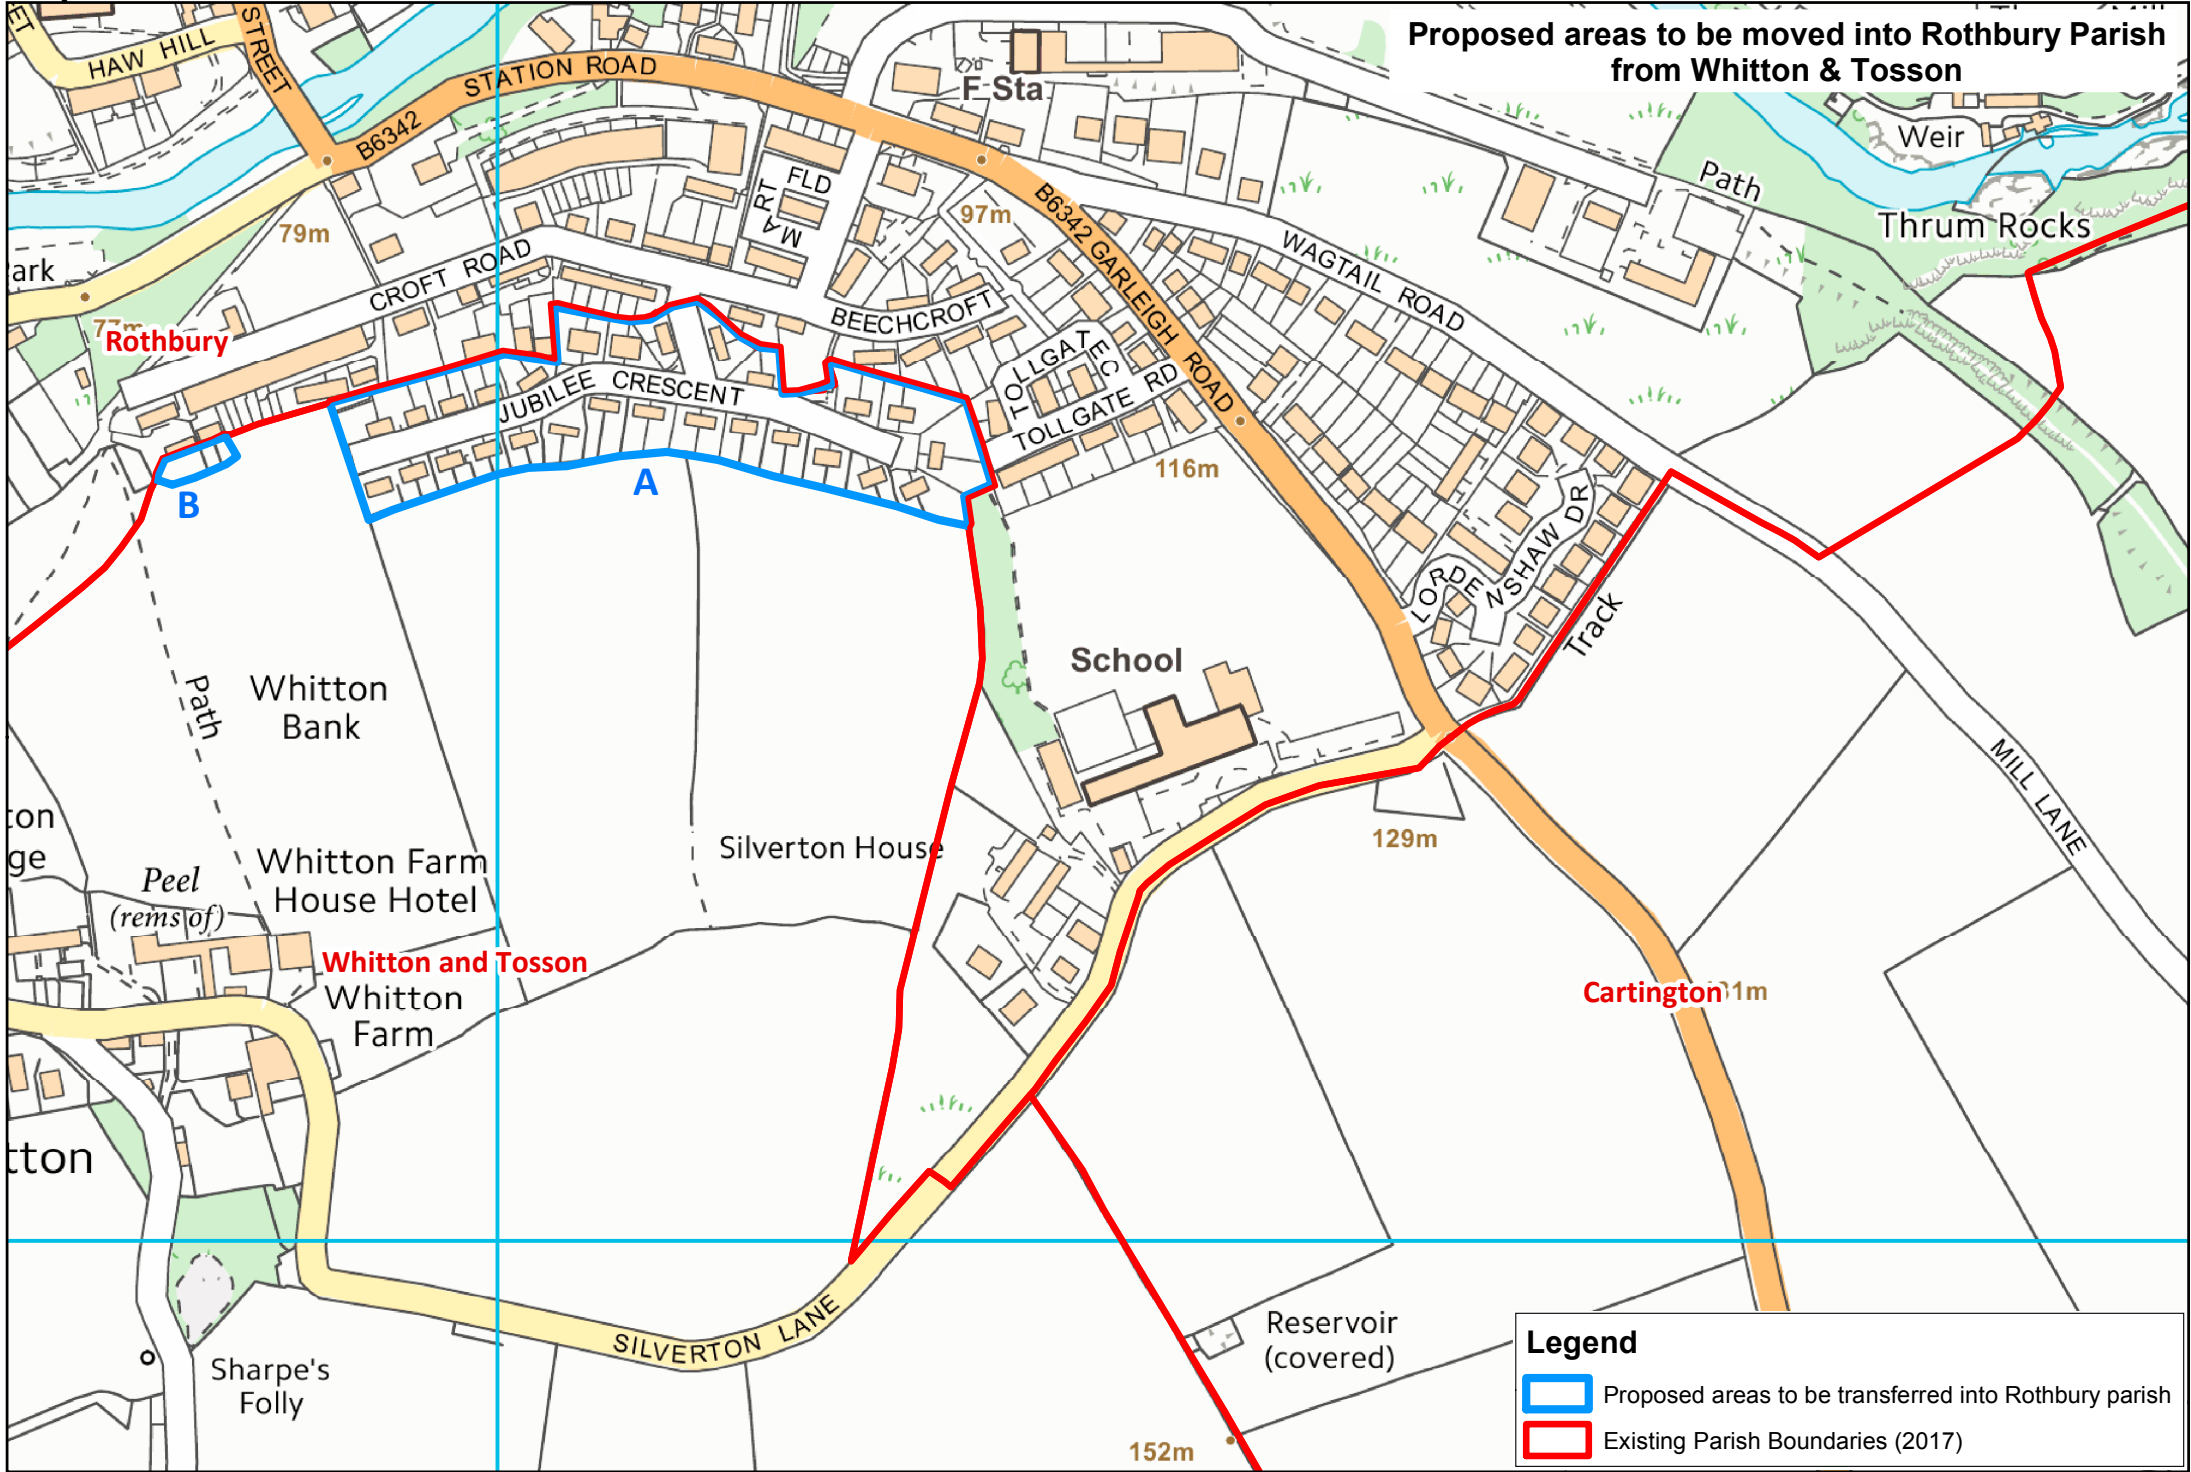 Proposed areas to be moved into Rothbury Parish
from Whitton & Tosson
HAW HILL
STREET
STATION ROAD
B6342
F Sta
Weir
Path
Thrum Rocks
79m
97m
MART
FLD
B6342 GARLEIGH ROAD
WAGTAIL ROAD
CROFT ROAD
BEECHCROFT
77m
Rothbury
JUBILEE CRESCENT
TOLLGATE C
TOLLGATE RD
116m
A
B
LORDENSHAW DR
Track
School
Path
Whitton
Bank
MILL LANE
129m
Silverton House
Peel
(rems of)
Whitton Farm
House Hotel
Whitton and Tosson
Whitton
Farm
Cartington
tton
SILVERTON LANE
Sharpe's
Folly
Reservoir
(covered)
152m
Legend
Proposed areas to be transferred into Rothbury parish
Existing Parish Boundaries (2017)